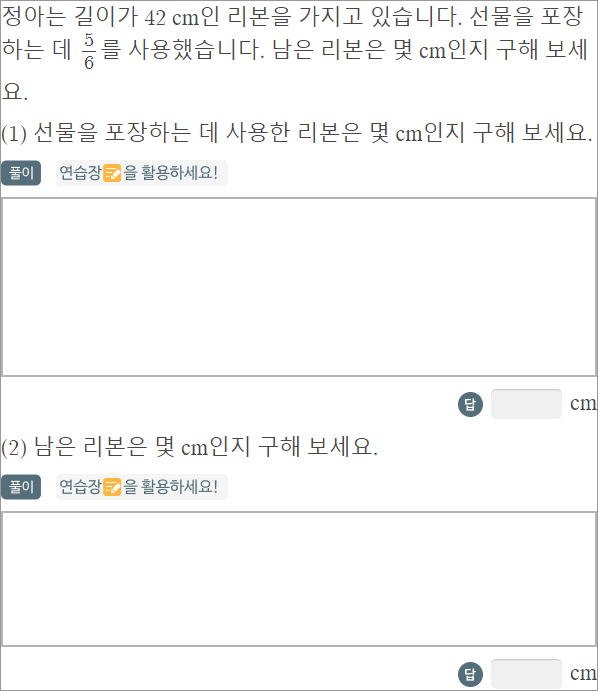 정아는 길이가 42 cm인 리본을 가지고 있습니다. 선물을 포장
하는 데 5/6를 사용했습니다. 남은 리본은 몇 cm인지 구해 보세
요.
(1) 선물을 포장하는 데 사용한 리본은 몇 cm인지 구해 보세요.
풀이 연습장을 활용하세요!
답 cm
(2) 남은 리본은 몇 cm인지 구해 보세요.
풀이 연습장을 활용하세요!
답 cm